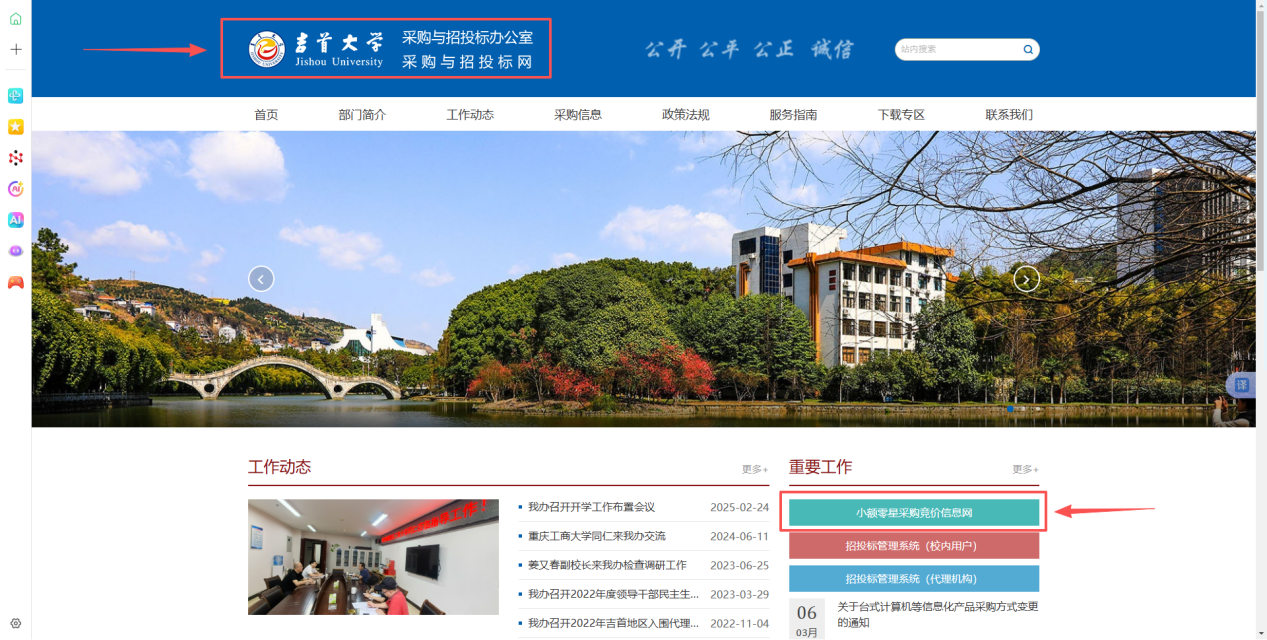 吉首大学
Jishou University
采购与招投标办公室
采购与招投标网
公开 公平 公正 诚信
站内搜索
首页 部门简介 工作动态 采购信息 政策法规 服务指南 下载专区 联系我们
译
工作动态 更多+
我办召开开学工作布置会议 2025-02-24
重庆工商大学同仁来我办交流 2024-06-11
姜又春副校长来我办检查调研工作 2023-06-25
我办召开2022年度领导干部民主生... 2023-03-29
我办召开2022年吉首地区入围代理... 2022-11-04
重要工作 更多+
小额零星采购竞价信息网
招投标管理系统（校内用户）
招投标管理系统（代理机构）
06
03月
关于台式计算机等信息化产品采购方式变更
的通知